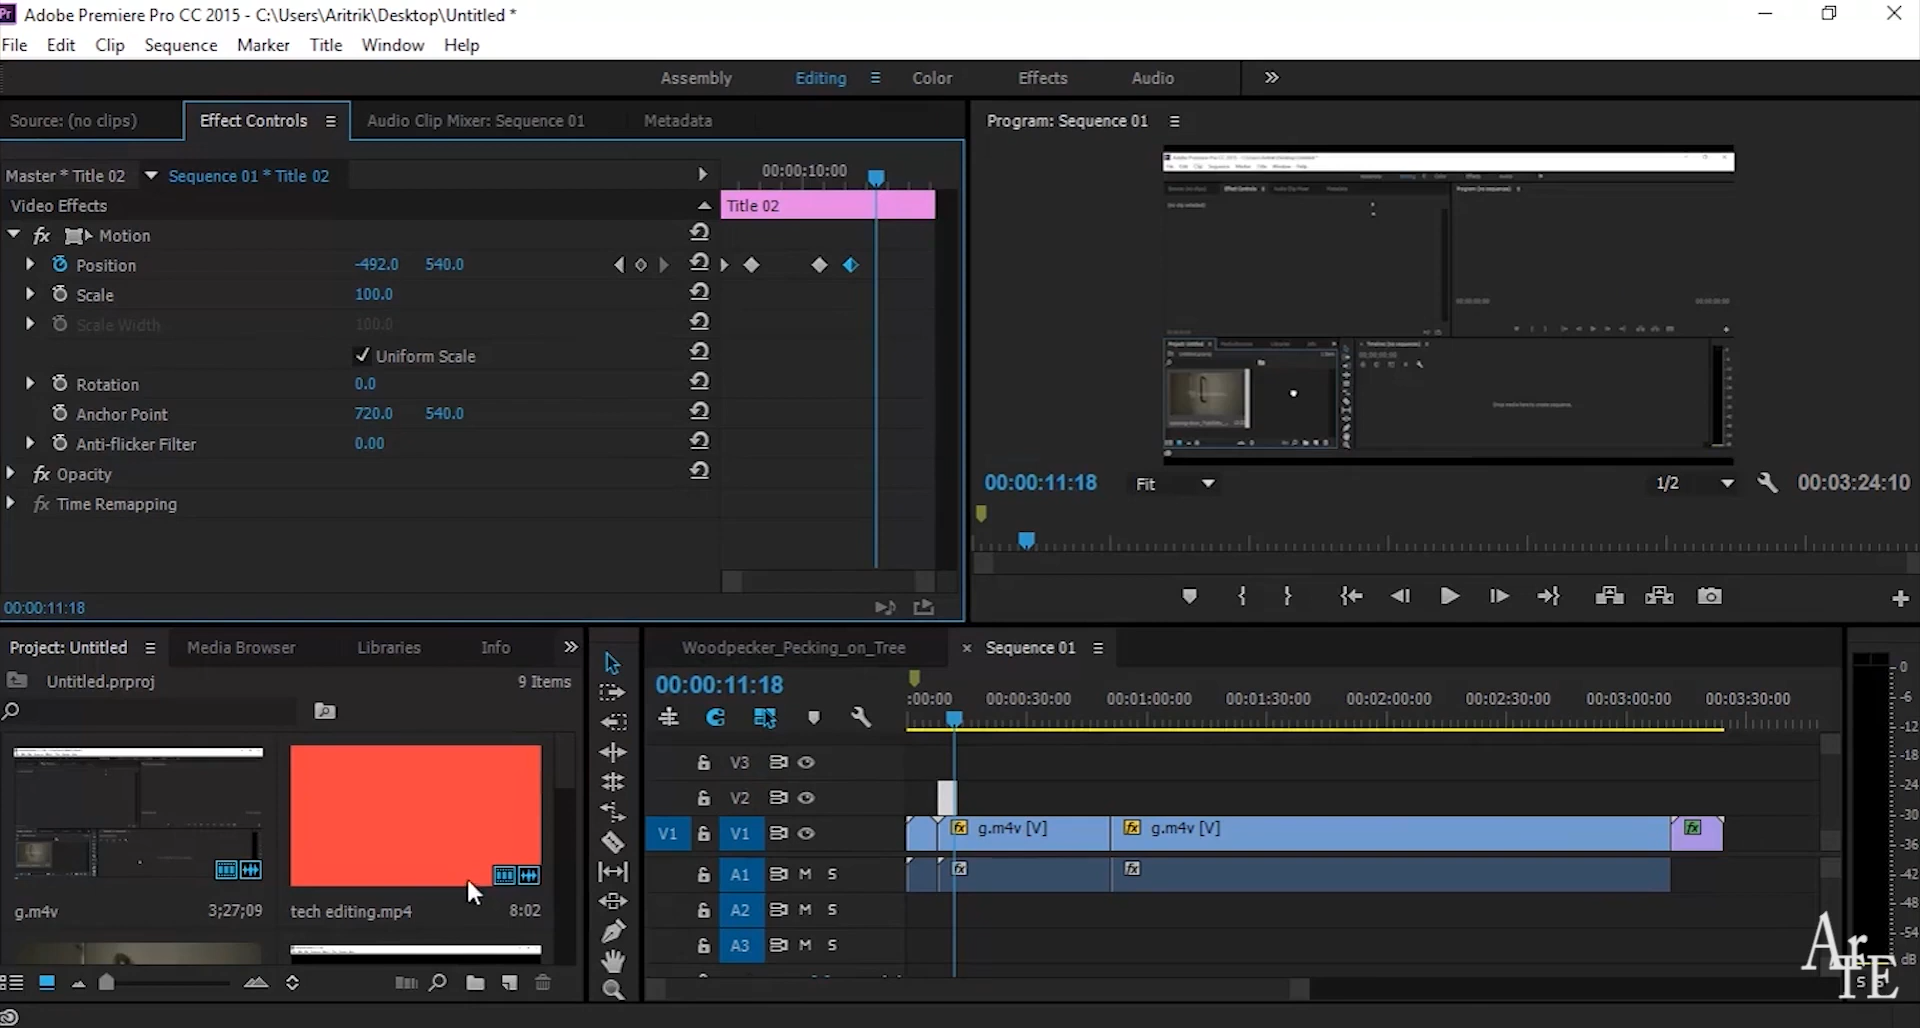 Adobe Premiere Pro CC 2015 - C:\Users\Aritrik\Desktop\Untitled *
File Edit Clip Sequence Marker Title Window Help
Assembly Editing Color Effects Audio
Source: (no clips) Effect Controls Audio Clip Mixer: Sequence 01 Metadata
Program: Sequence 01
Master * Title 02 Sequence 01 * Title 02
00:00:10:00
Video Effects
Title 02
fx Motion
Position -492.0 540.0
Scale 100.0
Scale Width 100.0
Uniform Scale
Rotation 0.0
Anchor Point 720.0 540.0
Anti-flicker Filter 0.00
fx Opacity
fx Time Remapping
00:00:11:18
00:00:11:18 Fit 1/2 00:03:24:10
Project: Untitled Media Browser Libraries Info
Untitled.prproj 9 Items
g.m4v 3;27;09
tech editing.mp4 8:02
Woodpecker_Pecking_on_Tree × Sequence 01
00:00:11:18
:00:00 00:00:30:00 00:01:00:00 00:01:30:00 00:02:00:00 00:02:30:00 00:03:00:00 00:03:30:00
V3
V2
V1 V1 fx g.m4v [V] fx g.m4v [V] fx
A1 M S fx fx
A2 M S
A3 M S
0
-6
-12
-18
-24
-30
-36
-42
-48
-54
dB
S S
ArTE